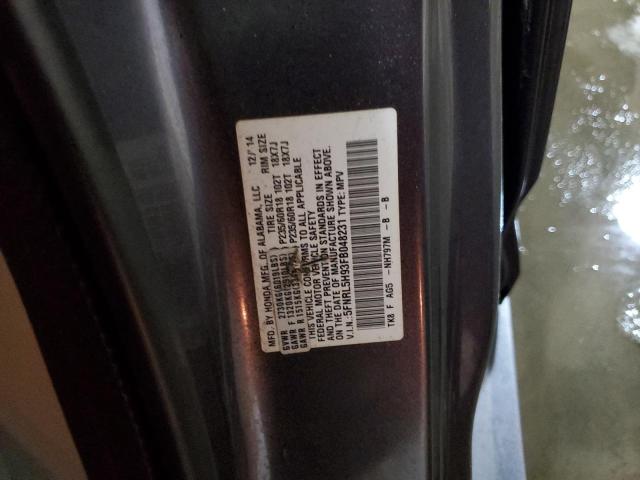 MFD. BY HONDA MFG. OF ALABAMA, LLC 12/'14
TIRE SIZE RIM SIZE
GVWR 2730KG(6019LBS)
GAWR F P235/60R18 102T 18X7J
GAWR R P235/60R18 102T 18X7J
THIS VEHICLE CONFORMS TO ALL APPLICABLE
FEDERAL MOTOR VEHICLE SAFETY
AND THEFT PREVENTION STANDARDS IN EFFECT
ON THE DATE OF MANUFACTURE SHOWN ABOVE.
V.I.N.: 5FNRL5H93FB048231 TYPE: MPV
TK8 F AG5 - NH797M - B - B